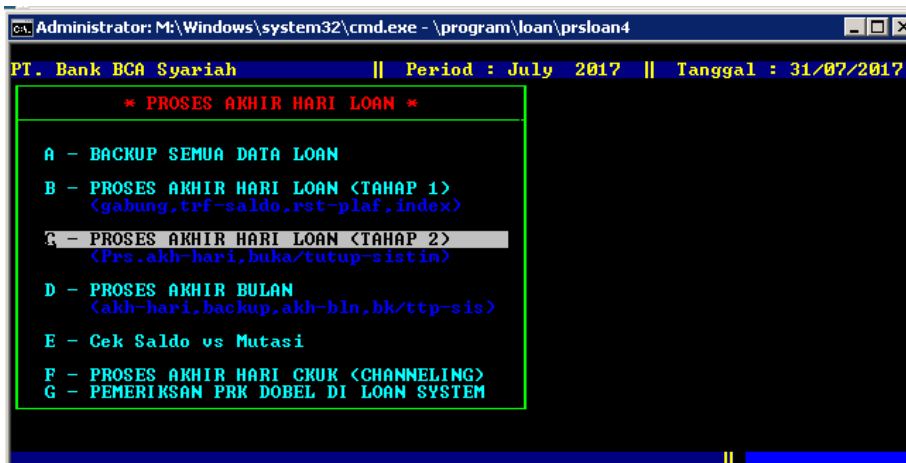 Administrator: M:\Windows\system32\cmd.exe - \program\loan\prsloan4
PT. Bank BCA Syariah || Period : July 2017 || Tanggal : 31/07/2017
* PROSES AKHIR HARI LOAN *
A - BACKUP SEMUA DATA LOAN
B - PROSES AKHIR HARI LOAN (TAHAP 1)
(gabung,trf-saldo,rst-plaf,index)
C - PROSES AKHIR HARI LOAN (TAHAP 2)
(Prs.akh-hari,buka/tutup-sistim)
D - PROSES AKHIR BULAN
(akh-hari,backup,akh-bln,bk/ttp-sis)
E - Cek Saldo vs Mutasi
F - PROSES AKHIR HARI CKUK (CHANNELING)
G - PEMERIKSAN PRK DOBEL DI LOAN SYSTEM
||